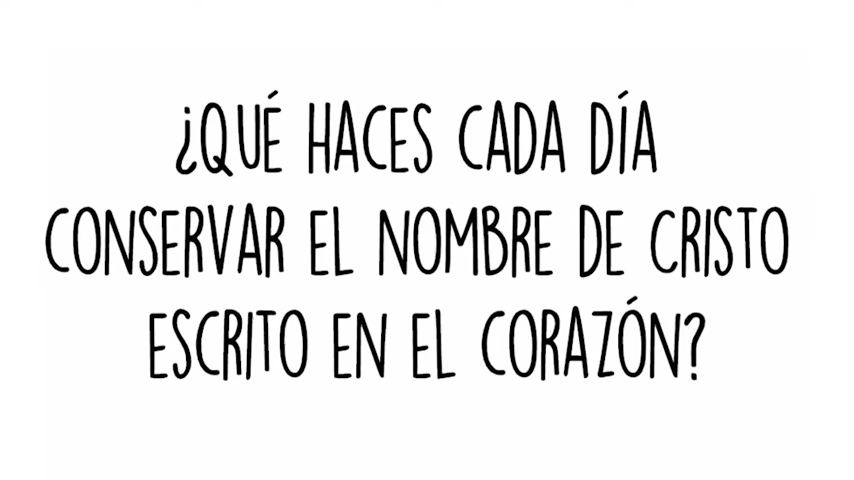 ¿QUÉ HACES CADA DÍA
CONSERVAR EL NOMBRE DE CRISTO
ESCRITO EN EL CORAZÓN?